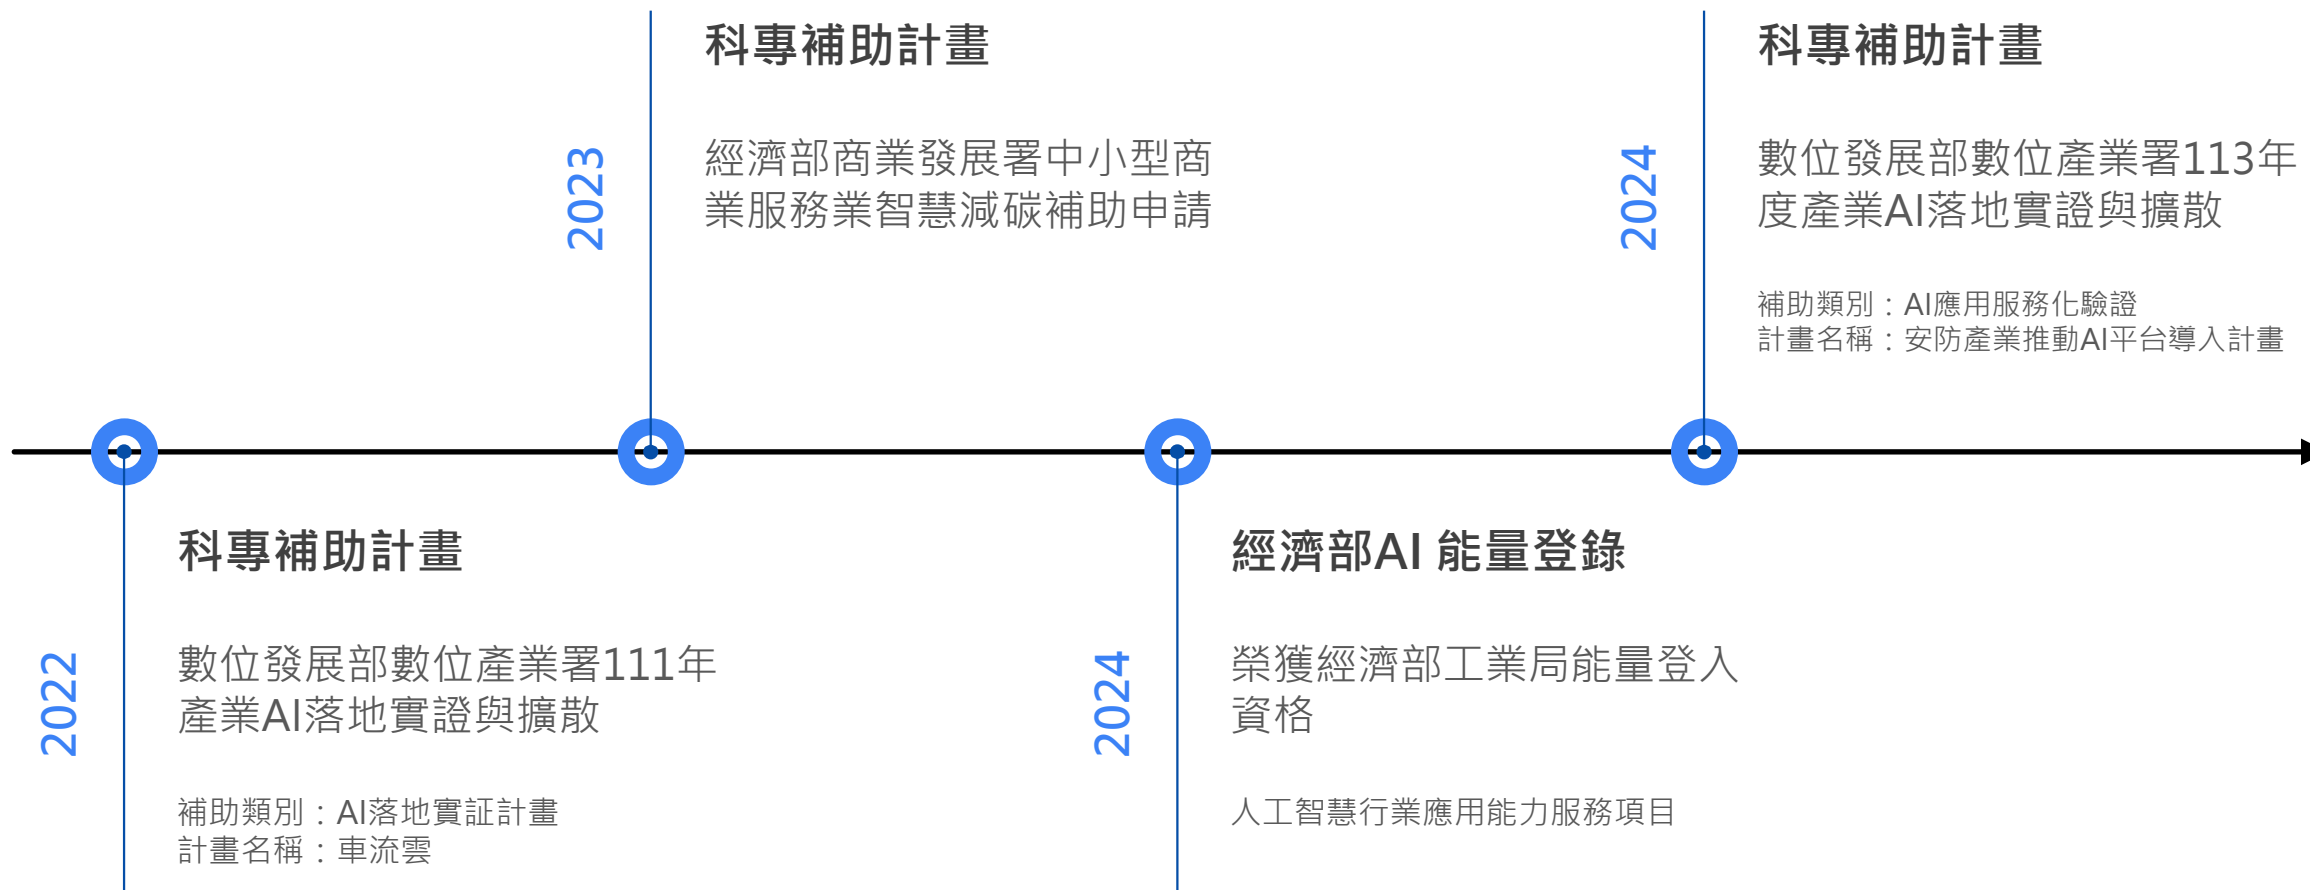 2022
科專補助計畫
數位發展部數位產業署111年
產業AI落地實證與擴散
補助類別：AI落地實証計畫
計畫名稱：車流雲
2023
科專補助計畫
經濟部商業發展署中小型商
業服務業智慧減碳補助申請
2024
經濟部AI 能量登錄
榮獲經濟部工業局能量登入
資格
人工智慧行業應用能力服務項目
2024
科專補助計畫
數位發展部數位產業署113年
度產業AI落地實證與擴散
補助類別：AI應用服務化驗證
計畫名稱：安防產業推動AI平台導入計畫